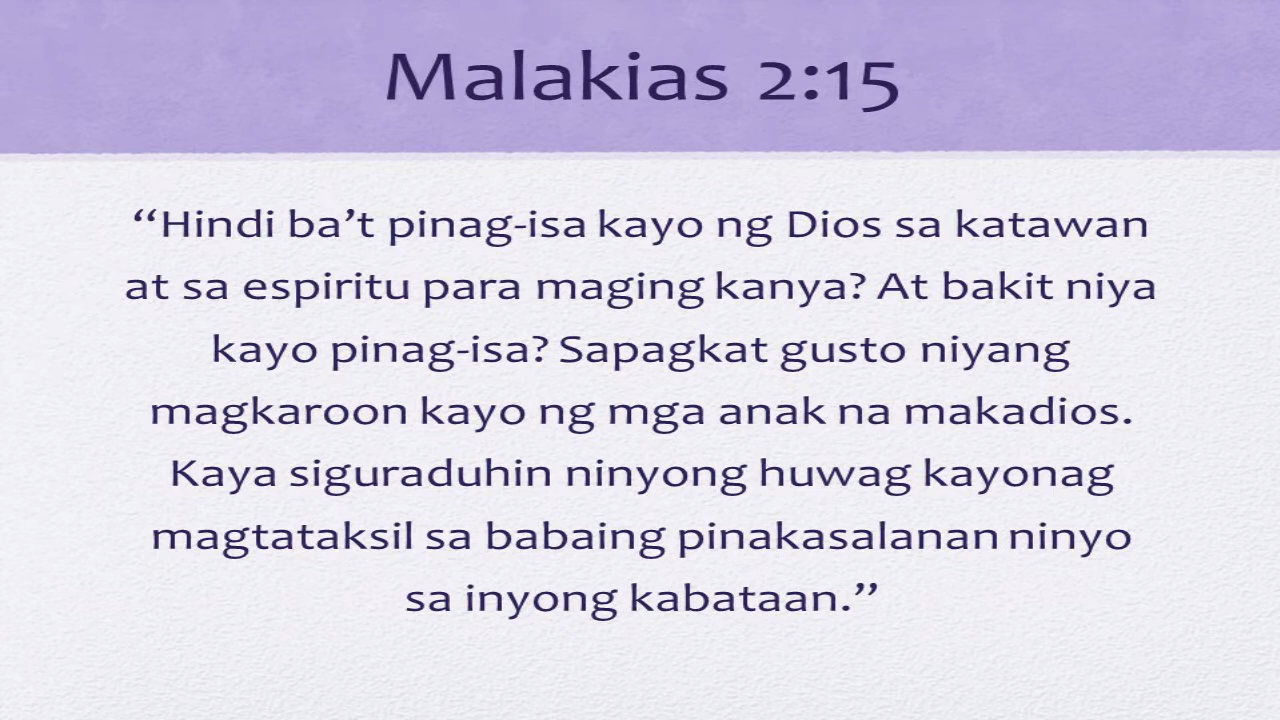 Malakias 2:15
“Hindi ba’t pinag-isa kayo ng Dios sa katawan
at sa espiritu para maging kanya? At bakit niya
kayo pinag-isa? Sapagkat gusto niyang
magkaroon kayo ng mga anak na makadios.
Kaya siguraduhin ninyong huwag kayonag
magtataksil sa babaing pinakasalanan ninyo
sa inyong kabataan.”